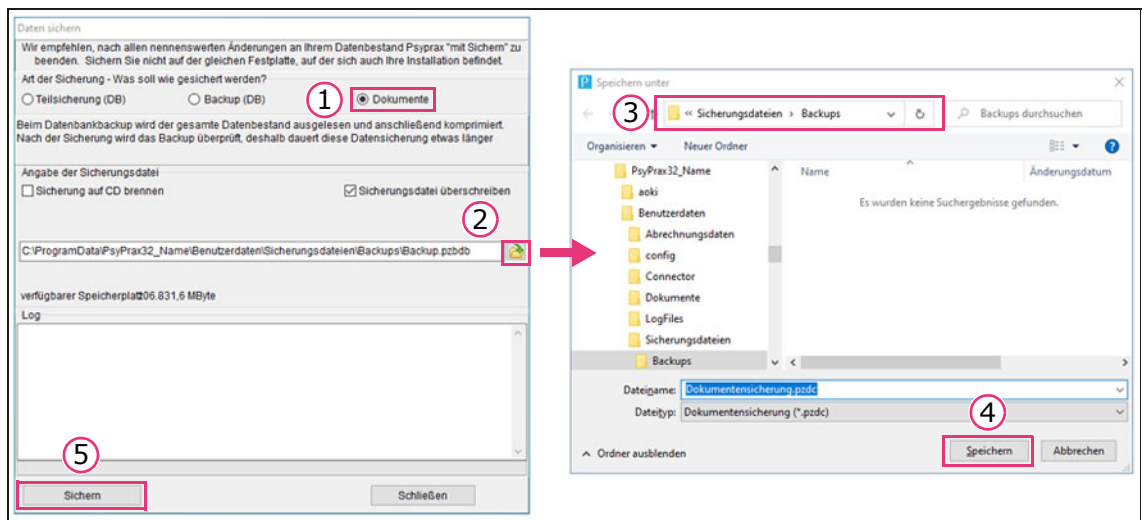 Daten sichern
Wir empfehlen, nach allen nennenswerten Änderungen an Ihrem Datenbestand Psyprax "mit Sichern" zu
beenden. Sichern Sie nicht auf der gleichen Festplatte, auf der sich auch Ihre Installation befindet.
Art der Sicherung - Was soll wie gesichert werden?
Teilsicherung (DB)
Backup (DB)
1
Dokumente
Beim Datenbankbackup wird der gesamte Datenbestand ausgelesen und anschließend komprimiert.
Nach der Sicherung wird das Backup überprüft, deshalb dauert diese Datensicherung etwas länger
Angabe der Sicherungsdatei
Sicherung auf CD brennen
Sicherungsdatei überschreiben
2
C:\ProgramData\PsyPrax32_Name\Benutzerdaten\Sicherungsdateien\Backups\Backup.pzbdb
verfügbarer Speicherplatz
206.831,6 MByte
Log
5
Sichern
Schließen
P
Speichern unter
3
« Sicherungsdateien › Backups
Backups durchsuchen
Organisieren
Neuer Ordner
?
PsyPrax32_Name
aoki
Benutzerdaten
Abrechnungsdaten
config
Connector
Dokumente
LogFiles
Sicherungsdateien
Backups
Name
Änderungsdatum
Es wurden keine Suchergebnisse gefunden.
Dateiname:
Dokumentensicherung.pzdc
Dateityp:
Dokumentensicherung (*.pzdc)
4
Ordner ausblenden
Speichern
Abbrechen